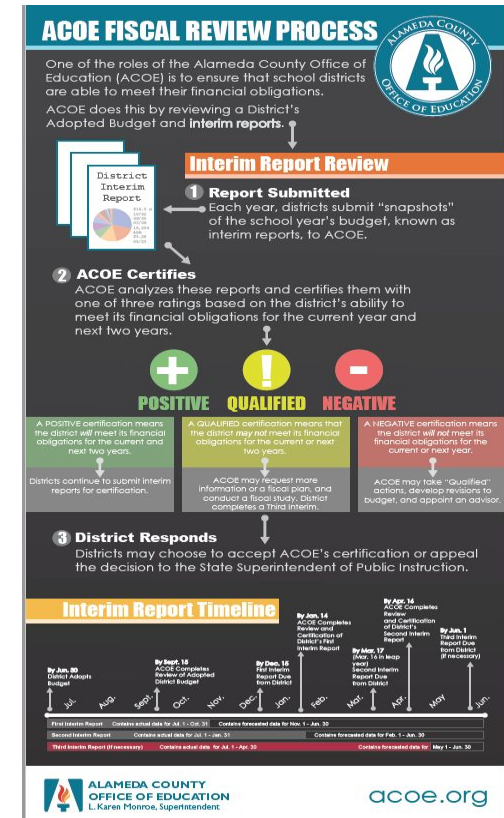 ACOE FISCAL REVIEW PROCESS
ALAMEDA COUNTY
OFFICE OF EDUCATION
One of the roles of the Alameda County Office of
Education (ACOE) is to ensure that school districts
are able to meet their financial obligations.
ACOE does this by reviewing a District's
Adopted Budget and interim reports.
District
Interim
Report
Interim Report Review
1 Report Submitted
Each year, districts submit "snapshots"
of the school year's budget, known as
interim reports, to ACOE.
2 ACOE Certifies
ACOE analyzes these reports and certifies them with
one of three ratings based on the district's ability to
meet its financial obligations for the current year and
next two years.
+ ! -
POSITIVE QUALIFIED NEGATIVE
A POSITIVE certification means
the district will meet its financial
obligations for the current and
next two years.
Districts continue to submit interim
reports for certification.
A QUALIFIED certification means that
the district may not meet its financial
obligations for the current or next
two years.
ACOE may request more
information or a fiscal plan, and
conduct a fiscal study. District
completes a Third Interim.
A NEGATIVE certification means
the district will not meet its
financial obligations for the
current or next year.
ACOE may take "Qualified"
actions, develop revisions to
budget, and appoint an advisor.
3 District Responds
Districts may choose to accept ACOE's certification or appeal
the decision to the State Superintendent of Public Instruction.
Interim Report Timeline
By Jun. 30
District Adopts
Budget
By Sept. 15
ACOE Completes
Review of Adopted
District Budget
By Dec. 15
First Interim
Report Due
from District
By Jan. 14
ACOE Completes
Review and
Certification of
District's First
Interim Report
By Mar. 17
(Mar. 16 in leap
year)
Second Interim
Report Due
from District
By Apr. 16
ACOE Completes
Review
and Certification
of District's
Second Interim
Report
By Jun. 1
Third Interim
Report Due
from District
(if necessary)
Jul. Aug. Sept. Oct. Nov. Dec. Jan. Feb. Mar. Apr. May Jun.
First Interim Report Contains actual data for Jul. 1 - Oct. 31 Contains forecasted data for Nov. 1 - Jun. 30
Second Interim Report Contains actual data for Jul. 1 - Jan. 31 Contains forecasted data for Feb. 1 - Jun. 30
Third Interim Report (if necessary) Contains actual data for Jul. 1 - Apr. 30 Contains forecasted data for May 1 - Jun. 30
ALAMEDA COUNTY
OFFICE OF EDUCATION
L. Karen Monroe, Superintendent
acoe.org